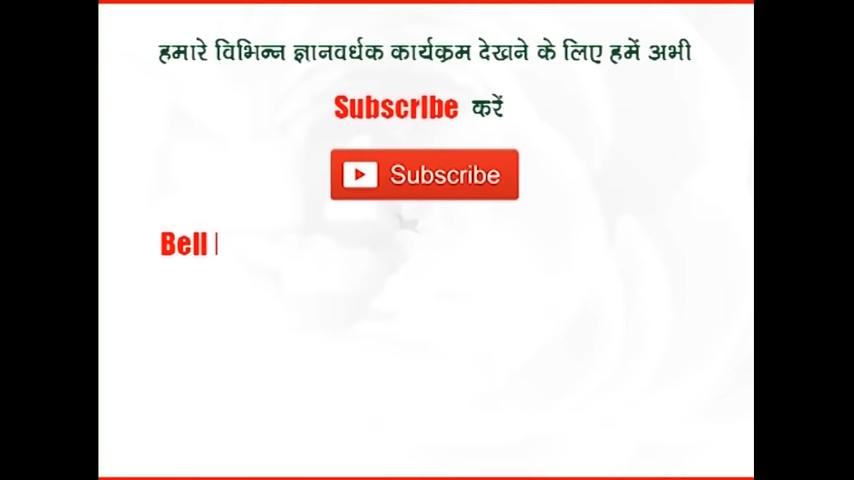 हमारे विभिन्न ज्ञानवर्धक कार्यक्रम देखने के लिए हमें अभी
Subscribe करें
Subscribe
Bell